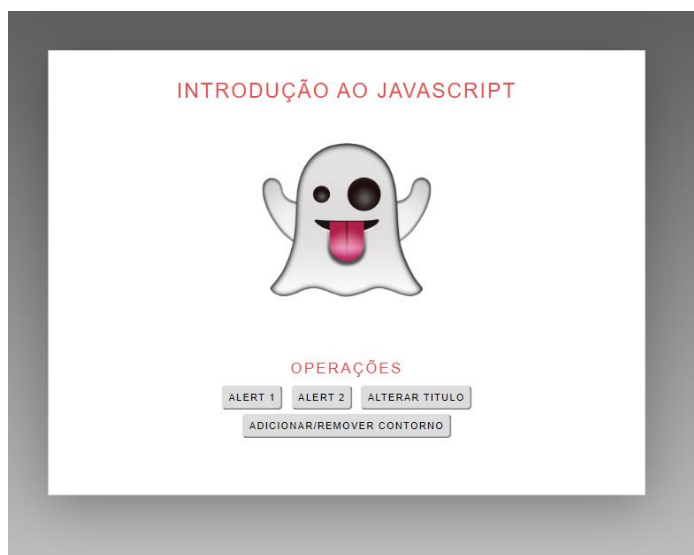 INTRODUÇÃO AO JAVASCRIPT
OPERAÇÕES
ALERT 1 ALERT 2 ALTERAR TITULO
ADICIONAR/REMOVER CONTORNO